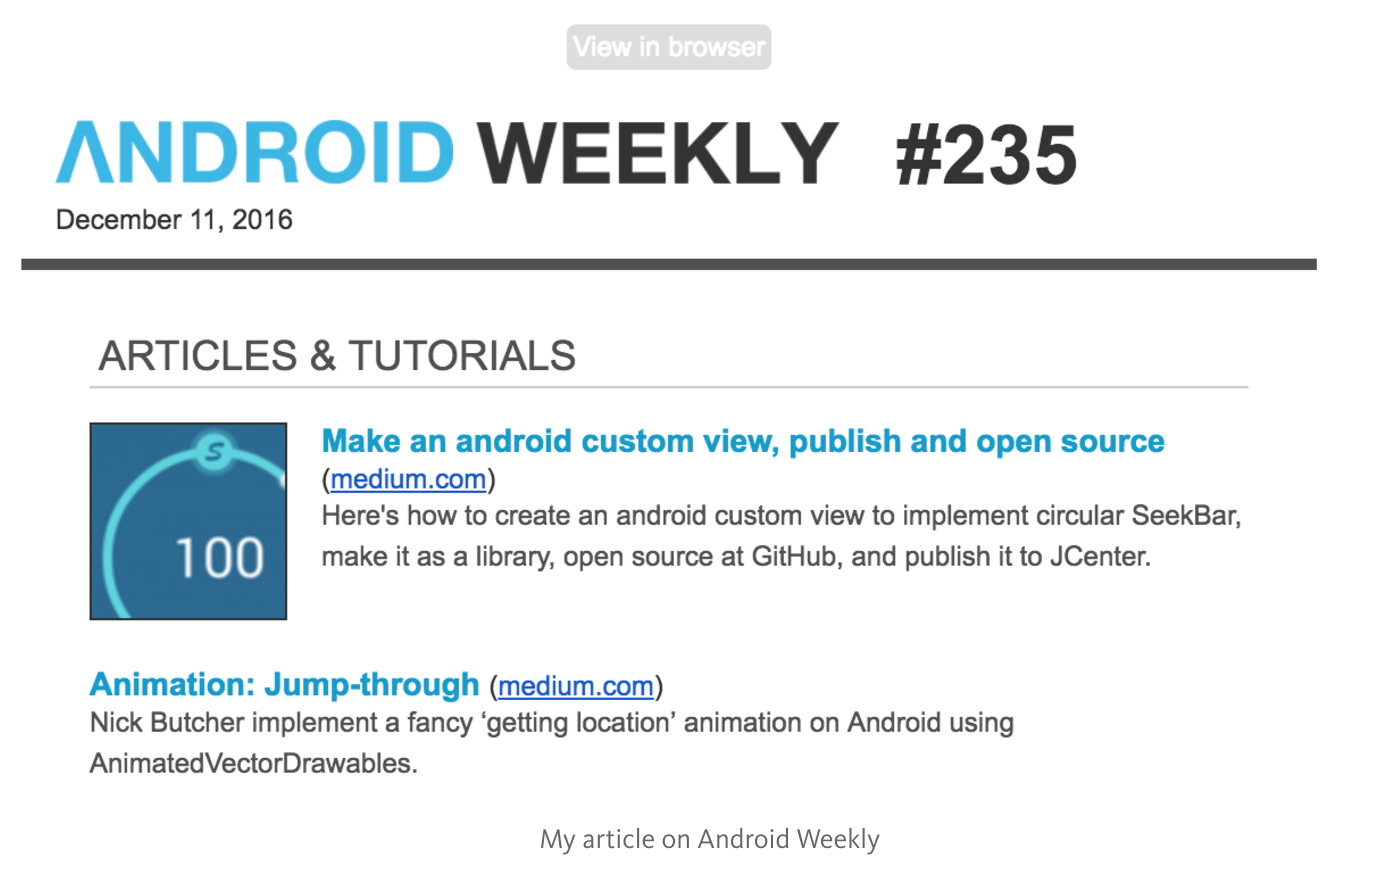 View in browser
ANDROID WEEKLY #235
December 11, 2016
ARTICLES & TUTORIALS
S
100
Make an android custom view, publish and open source
(medium.com)
Here's how to create an android custom view to implement circular SeekBar,
make it as a library, open source at GitHub, and publish it to JCenter.
Animation: Jump-through (medium.com)
Nick Butcher implement a fancy ‘getting location’ animation on Android using
AnimatedVectorDrawables.
My article on Android Weekly